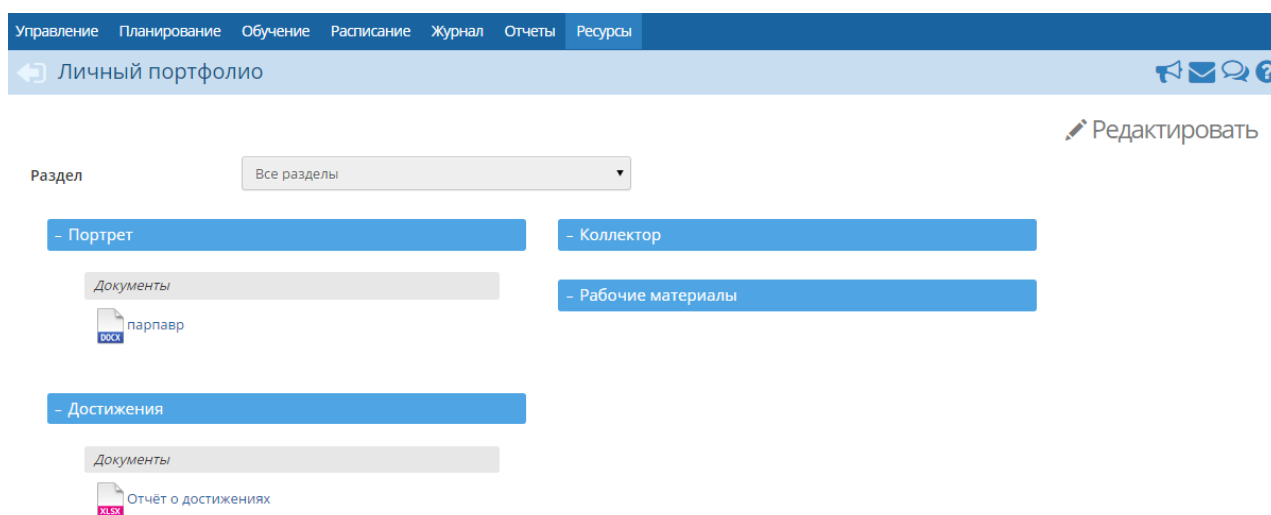 Управление Планирование Обучение Расписание Журнал Отчеты Ресурсы
Личный портфолио
Редактировать
Раздел Все разделы
– Портрет
Документы
DOCX парпавр
– Достижения
Документы
XLSX Отчёт о достижениях
– Коллектор
– Рабочие материалы